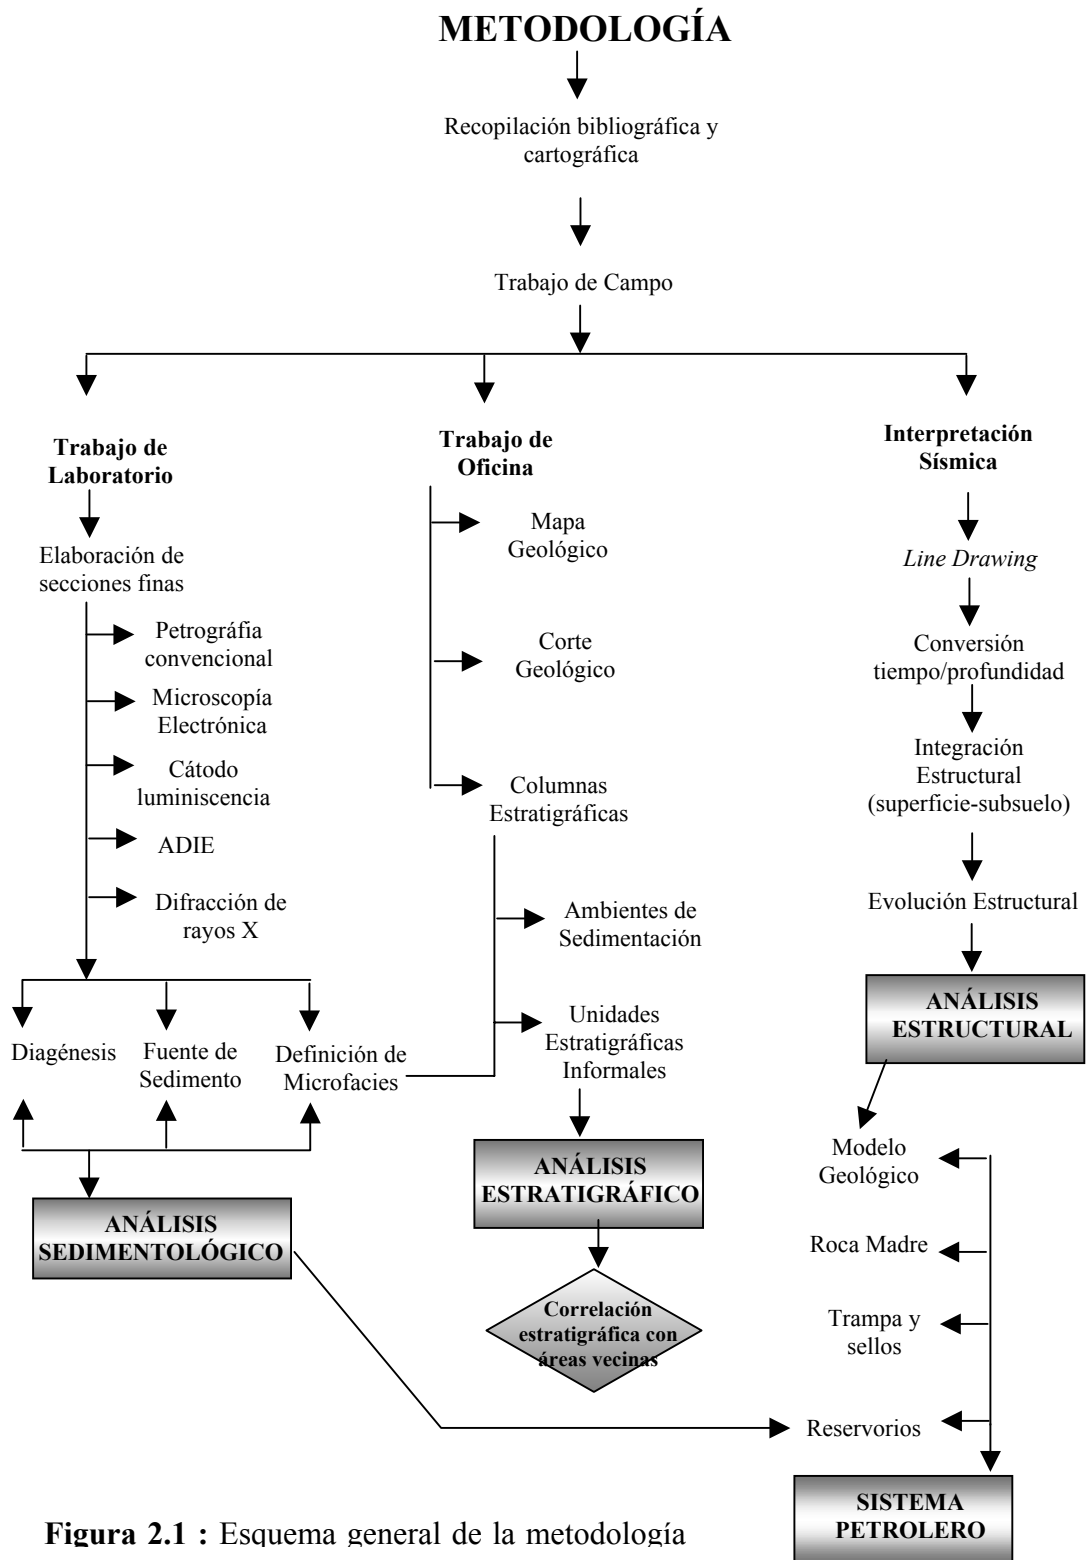 METODOLOGÍA
Recopilación bibliográfica y
cartográfica
Trabajo de Campo
Trabajo de
Laboratorio
Elaboración de
secciones finas
Petrográfia
convencional
Microscopía
Electrónica
Cátodo
luminiscencia
ADIE
Difracción de
rayos X
Diagénesis
Fuente de
Sedimento
Definición de
Microfacies
ANÁLISIS
SEDIMENTOLÓGICO
Trabajo de
Oficina
Mapa
Geológico
Corte
Geológico
Columnas
Estratigráficas
Ambientes de
Sedimentación
Unidades
Estratigráficas
Informales
ANÁLISIS
ESTRATIGRÁFICO
Correlación
estratigráfica con
áreas vecinas
Interpretación
Sísmica
Line Drawing
Conversión
tiempo/profundidad
Integración
Estructural
(superficie-subsuelo)
Evolución Estructural
ANÁLISIS
ESTRUCTURAL
Modelo
Geológico
Roca Madre
Trampa y
sellos
Reservorios
SISTEMA
PETROLERO
Figura 2.1 : Esquema general de la metodología